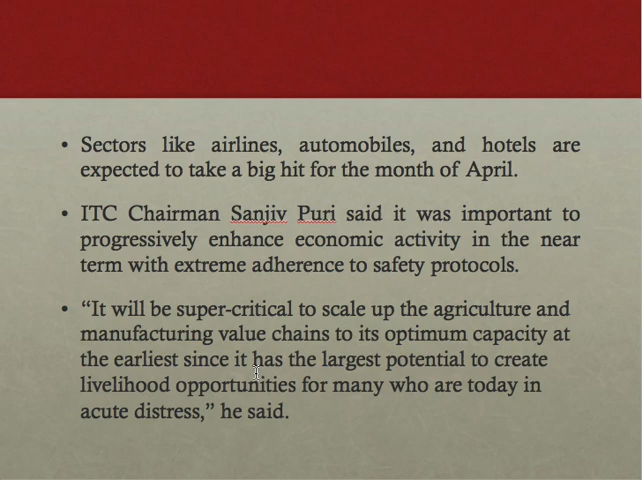 • Sectors like airlines, automobiles, and hotels are
expected to take a big hit for the month of April.
• ITC Chairman Sanjiv Puri said it was important to
progressively enhance economic activity in the near
term with extreme adherence to safety protocols.
• “It will be super-critical to scale up the agriculture and
manufacturing value chains to its optimum capacity at
the earliest since it has the largest potential to create
livelihood opportunities for many who are today in
acute distress,” he said.